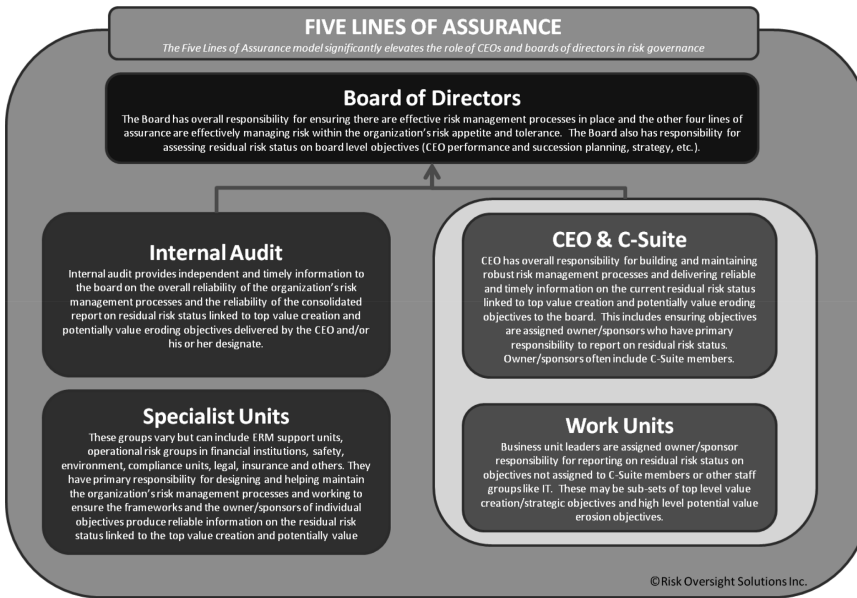 FIVE LINES OF ASSURANCE
The Five Lines of Assurance model significantly elevates the role of CEOs and boards of directors in risk governance
Board of Directors
The Board has overall responsibility for ensuring there are effective risk management processes in place and the other four lines of
assurance are effectively managing risk within the organization's risk appetite and tolerance. The Board also has responsibility for
assessing residual risk status on board level objectives (CEO performance and succession planning, strategy, etc.).
Internal Audit
Internal audit provides independent and timely information to
the board on the overall reliability of the organization's risk
management processes and the reliability of the consolidated
report on residual risk status linked to top value creation and
potentially value eroding objectives delivered by the CEO and/or
his or her designate.
CEO & C-Suite
CEO has overall responsibility for building and maintaining
robust risk management processes and delivering reliable
and timely information on the current residual risk status
linked to top value creation and potentially value eroding
objectives to the board. This includes ensuring objectives
are assigned owner/sponsors who have primary
responsibility to report on residual risk status.
Owner/sponsors often include C-Suite members.
Specialist Units
These groups vary but can include ERM support units,
operational risk groups in financial institutions, safety,
environment, compliance units, legal, insurance and others. They
have primary responsibility for designing and helping maintain
the organization's risk management processes and working to
ensure the frameworks and the owner/sponsors of individual
objectives produce reliable information on the residual risk
status linked to the top value creation and potentially value
Work Units
Business unit leaders are assigned owner/sponsor
responsibility for reporting on residual risk status on
objectives not assigned to C-Suite members or other staff
groups like IT. These may be sub-sets of top level value
creation/strategic objectives and high level potential value
erosion objectives.
©Risk Oversight Solutions Inc.